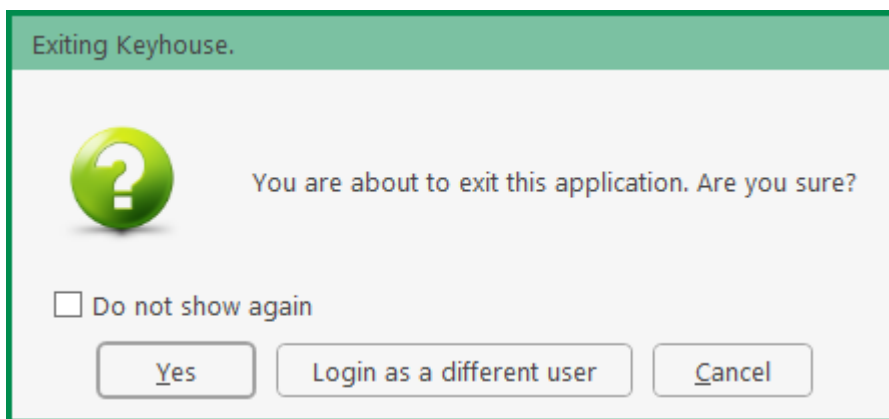 Exiting Keyhouse.
You are about to exit this application. Are you sure?
Do not show again
Yes
Login as a different user
Cancel